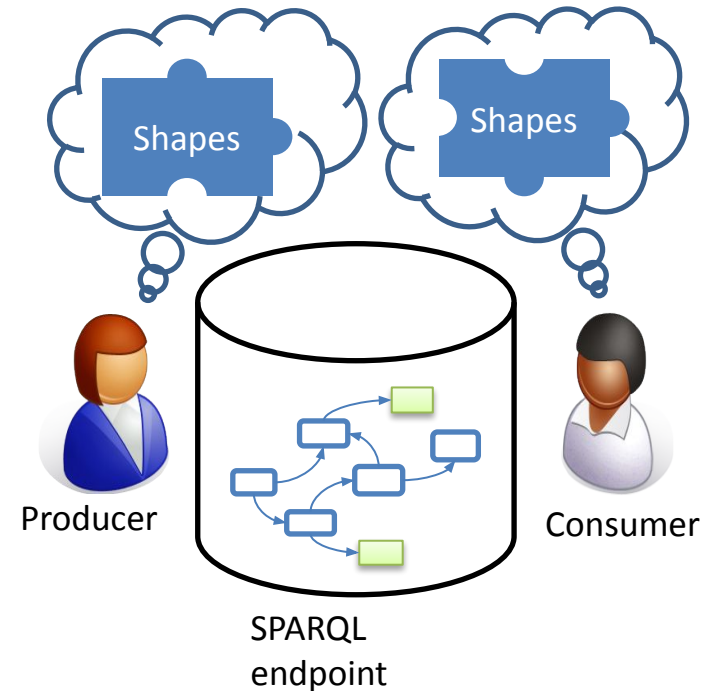 Shapes
Shapes
Producer
Consumer
SPARQL
endpoint